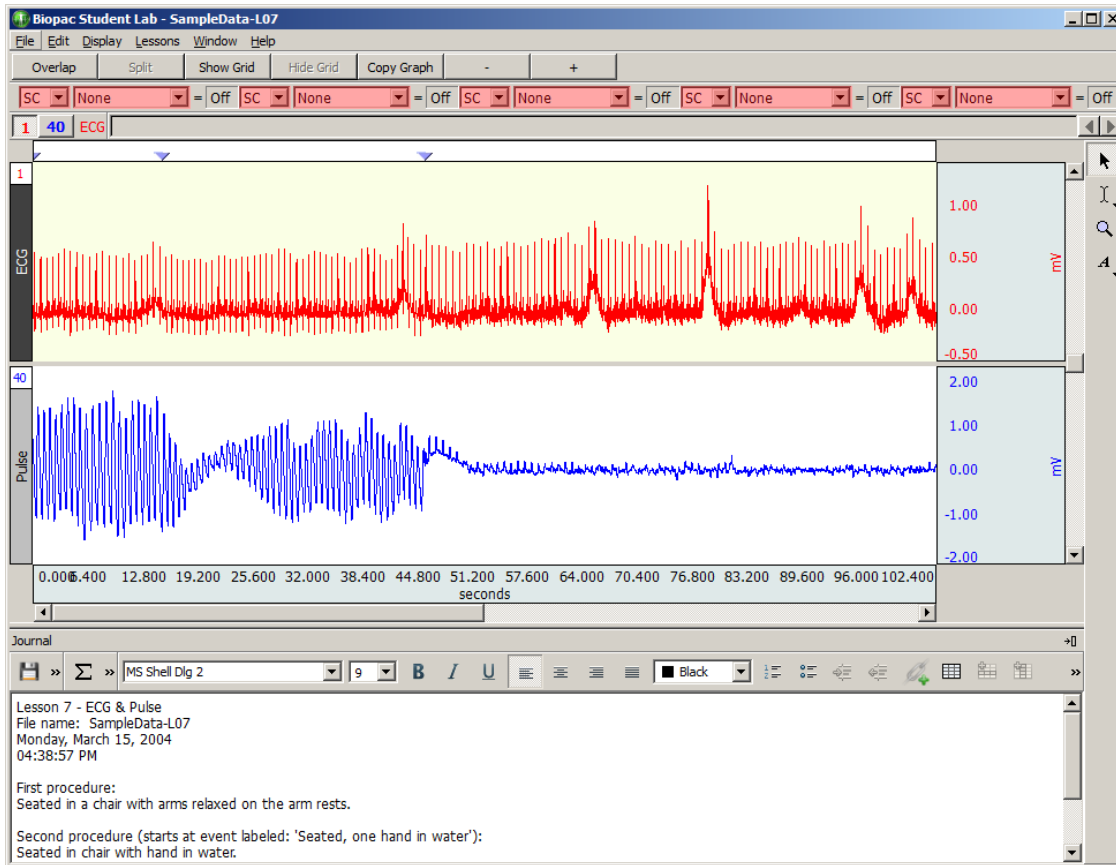 Biopac Student Lab - SampleData-L07
File Edit Display Lessons Window Help
Overlap Split Show Grid Hide Grid Copy Graph - +
SC None = Off SC None = Off SC None = Off SC None = Off SC None = Off
1 40 ECG
1
ECG
1.00
0.50
0.00
-0.50
mV
40
Pulse
2.00
1.00
0.00
-1.00
-2.00
mV
0.000 6.400 12.800 19.200 25.600 32.000 38.400 44.800 51.200 57.600 64.000 70.400 76.800 83.200 89.600 96.000 102.400
seconds
Journal
» Σ » MS Shell Dlg 2 9 B I U Black »
Lesson 7 - ECG & Pulse
File name: SampleData-L07
Monday, March 15, 2004
04:38:57 PM
First procedure:
Seated in a chair with arms relaxed on the arm rests.
Second procedure (starts at event labeled: 'Seated, one hand in water'):
Seated in chair with hand in water.